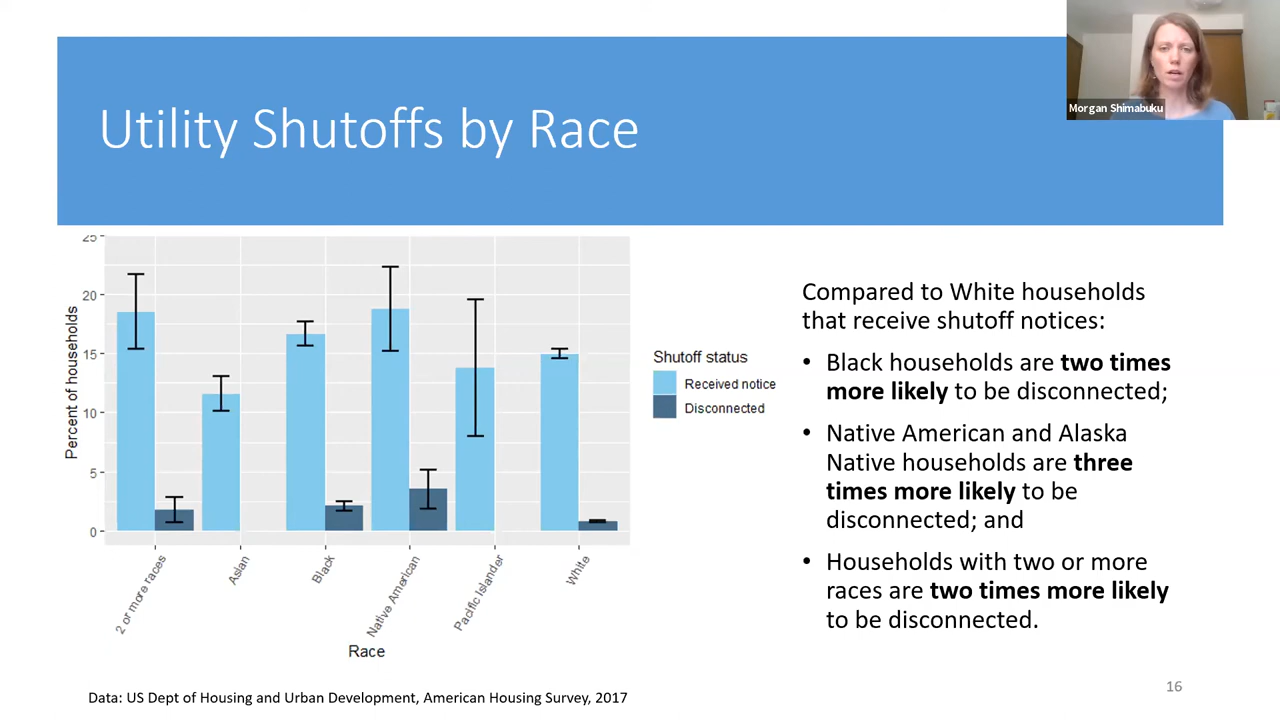 Morgan Shimabuku
Utility Shutoffs by Race
25
20
15
10
5
0
Percent of households
2 or more races
Asian
Black
Native American
Pacific Islander
White
Race
Shutoff status
Received notice
Disconnected
Compared to White households
that receive shutoff notices:
• Black households are two times
more likely to be disconnected;
• Native American and Alaska
Native households are three
times more likely to be
disconnected; and
• Households with two or more
races are two times more likely
to be disconnected.
Data: US Dept of Housing and Urban Development, American Housing Survey, 2017
16